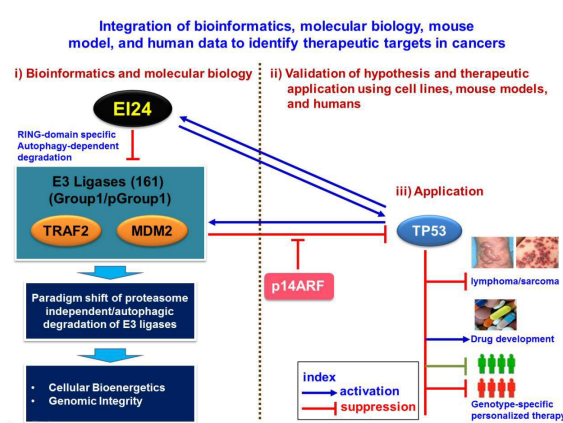 Integration of bioinformatics, molecular biology, mouse
model, and human data to identify therapeutic targets in cancers
i) Bioinformatics and molecular biology
ii) Validation of hypothesis and therapeutic
application using cell lines, mouse models,
and humans
EI24
RING-domain specific
Autophagy-dependent
degradation
E3 Ligases (161)
(Group1/pGroup1)
TRAF2
MDM2
iii) Application
TP53
p14ARF
lymphoma/sarcoma
Paradigm shift of proteasome
independent/autophagic
degradation of E3 ligases
Drug development
• Cellular Bioenergetics
• Genomic Integrity
index
activation
suppression
Genotype-specific
personalized therapy